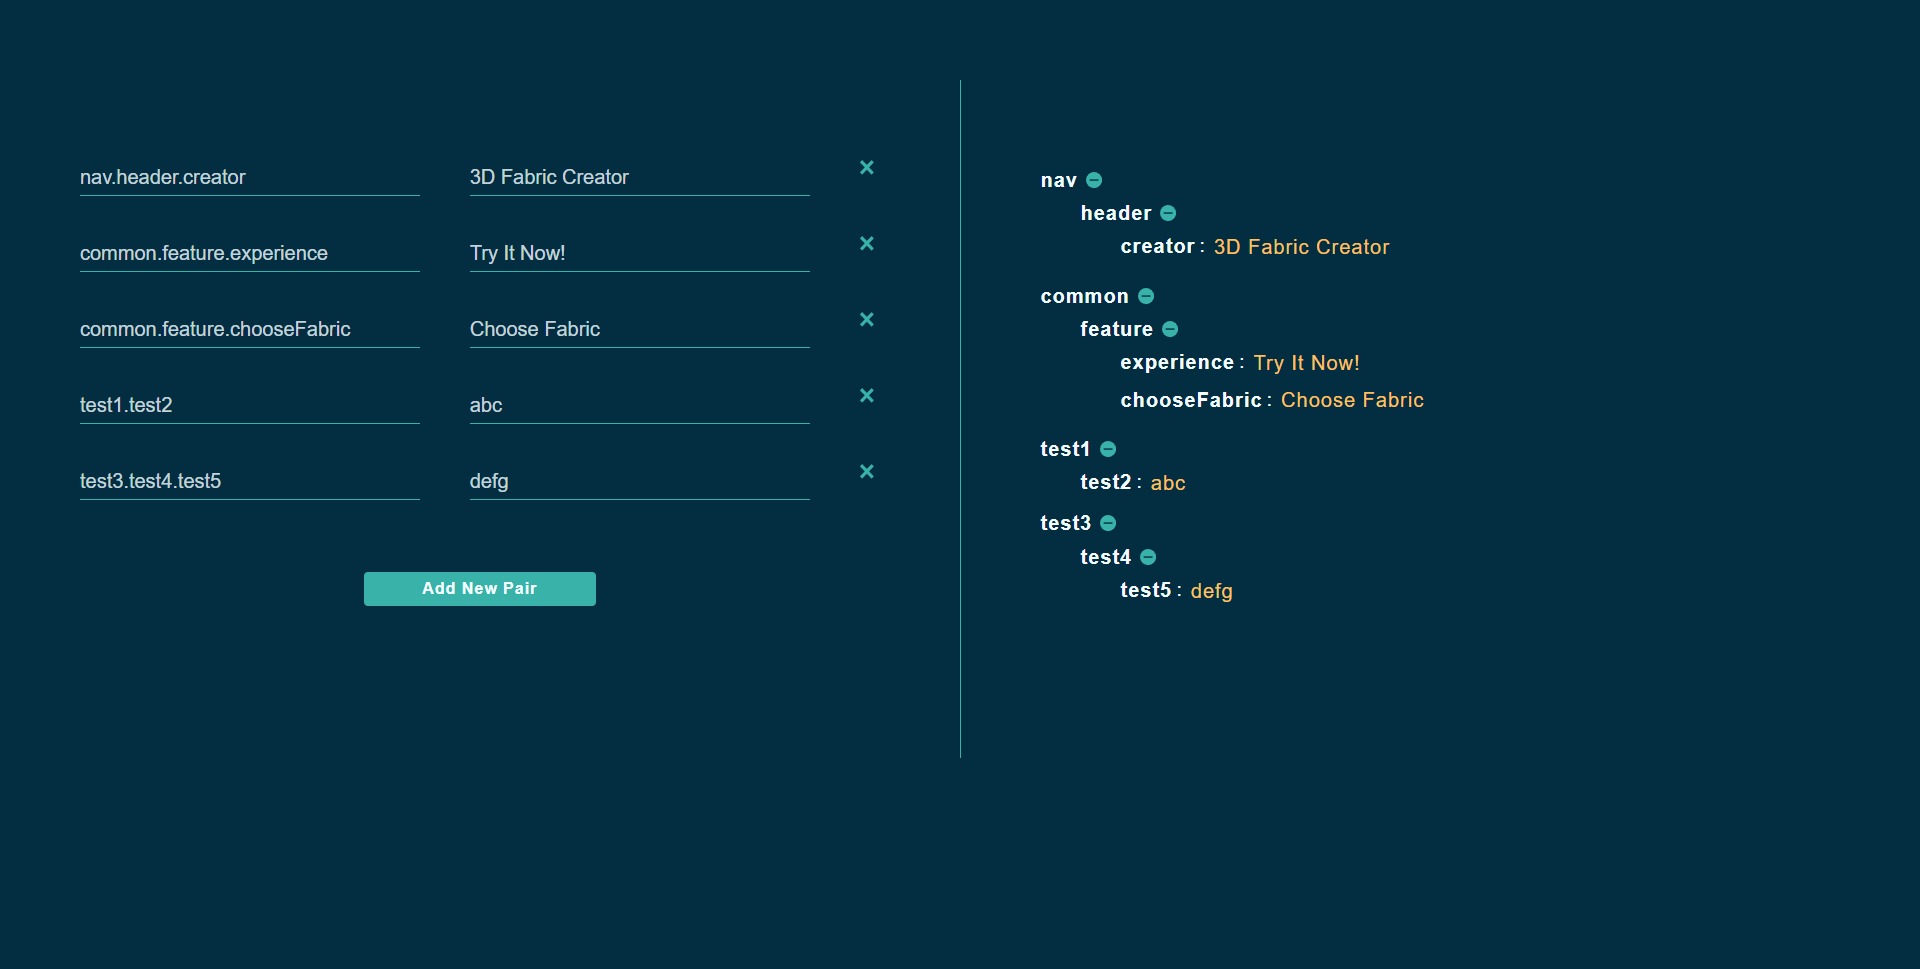 nav.header.creator 3D Fabric Creator ×
common.feature.experience Try It Now! ×
common.feature.chooseFabric Choose Fabric ×
test1.test2 abc ×
test3.test4.test5 defg ×
Add New Pair
nav
header
creator : 3D Fabric Creator
common
feature
experience : Try It Now!
chooseFabric : Choose Fabric
test1
test2 : abc
test3
test4
test5 : defg